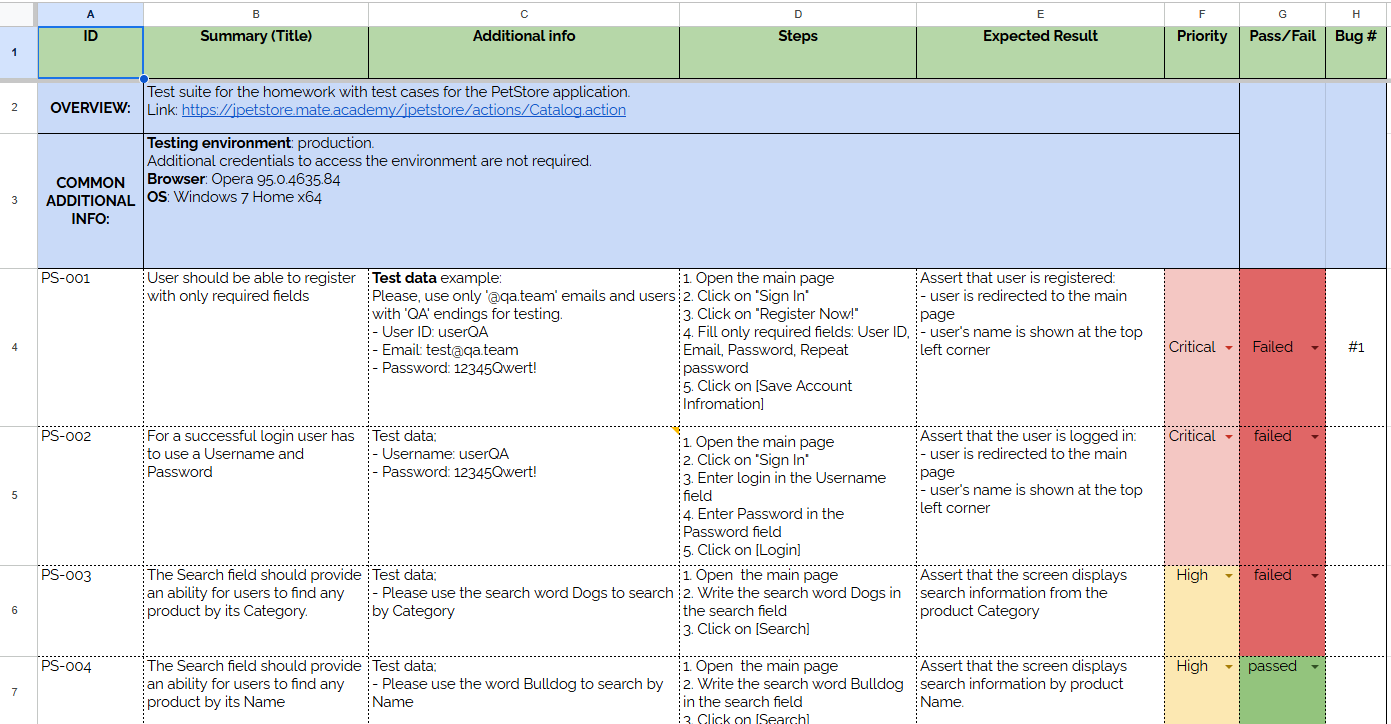 A B C D E F G H
1 ID Summary (Title) Additional info Steps Expected Result Priority Pass/Fail Bug #
2 OVERVIEW:
Test suite for the homework with test cases for the PetStore application.
Link: https://jpetstore.mate.academy/jpetstore/actions/Catalog.action
3 COMMON
ADDITIONAL
INFO:
Testing environment: production.
Additional credentials to access the environment are not required.
Browser: Opera 95.0.4635.84
OS: Windows 7 Home x64
4 PS-001
User should be able to register
with only required fields
Test data example:
Please, use only '@qa.team' emails and users
with 'QA' endings for testing.
- User ID: userQA
- Email: test@qa.team
- Password: 12345Qwert!
1. Open the main page
2. Click on "Sign In"
3. Click on "Register Now!"
4. Fill only required fields: User ID,
Email, Password, Repeat
password
5. Click on [Save Account
Infromation]
Assert that user is registered:
- user is redirected to the main
page
- user's name is shown at the top
left corner
Critical
Failed
#1
5 PS-002
For a successful login user has
to use a Username and
Password
Test data;
- Username: userQA
- Password: 12345Qwert!
1. Open the main page
2. Click on "Sign In"
3. Enter login in the Username
field
4. Enter Password in the
Password field
5. Click on [Login]
Assert that the user is logged in:
- user is redirected to the main
page
- user's name is shown at the top
left corner
Critical
failed
6 PS-003
The Search field should provide
an ability for users to find any
product by its Category.
Test data;
- Please use the search word Dogs to search
by Category
1. Open  the main page
2. Write the search word Dogs in
the search field
3. Click on [Search]
Assert that the screen displays
search information from the
product Category
High
failed
7 PS-004
The Search field should provide
an ability for users to find any
product by its Name
Test data;
- Please use the word Bulldog to search by
Name
1. Open  the main page
2. Write the search word Bulldog
in the search field
3. Click on [Search]
Assert that the screen displays
search information by product
Name.
High
passed